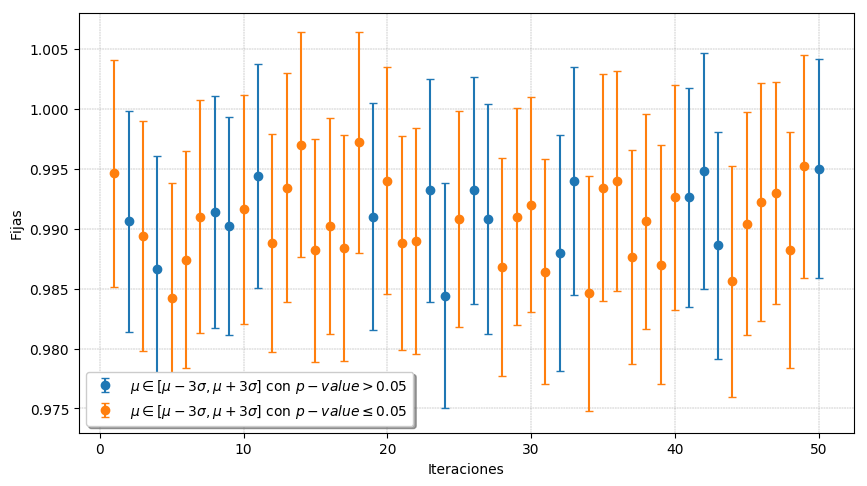 1.005
1.000
0.995
0.990
0.985
0.980
0.975
Fijas
μ ∈ [μ − 3σ, μ + 3σ] con p − value > 0.05
μ ∈ [μ − 3σ, μ + 3σ] con p − value ≤ 0.05
0 10 20 30 40 50
Iteraciones